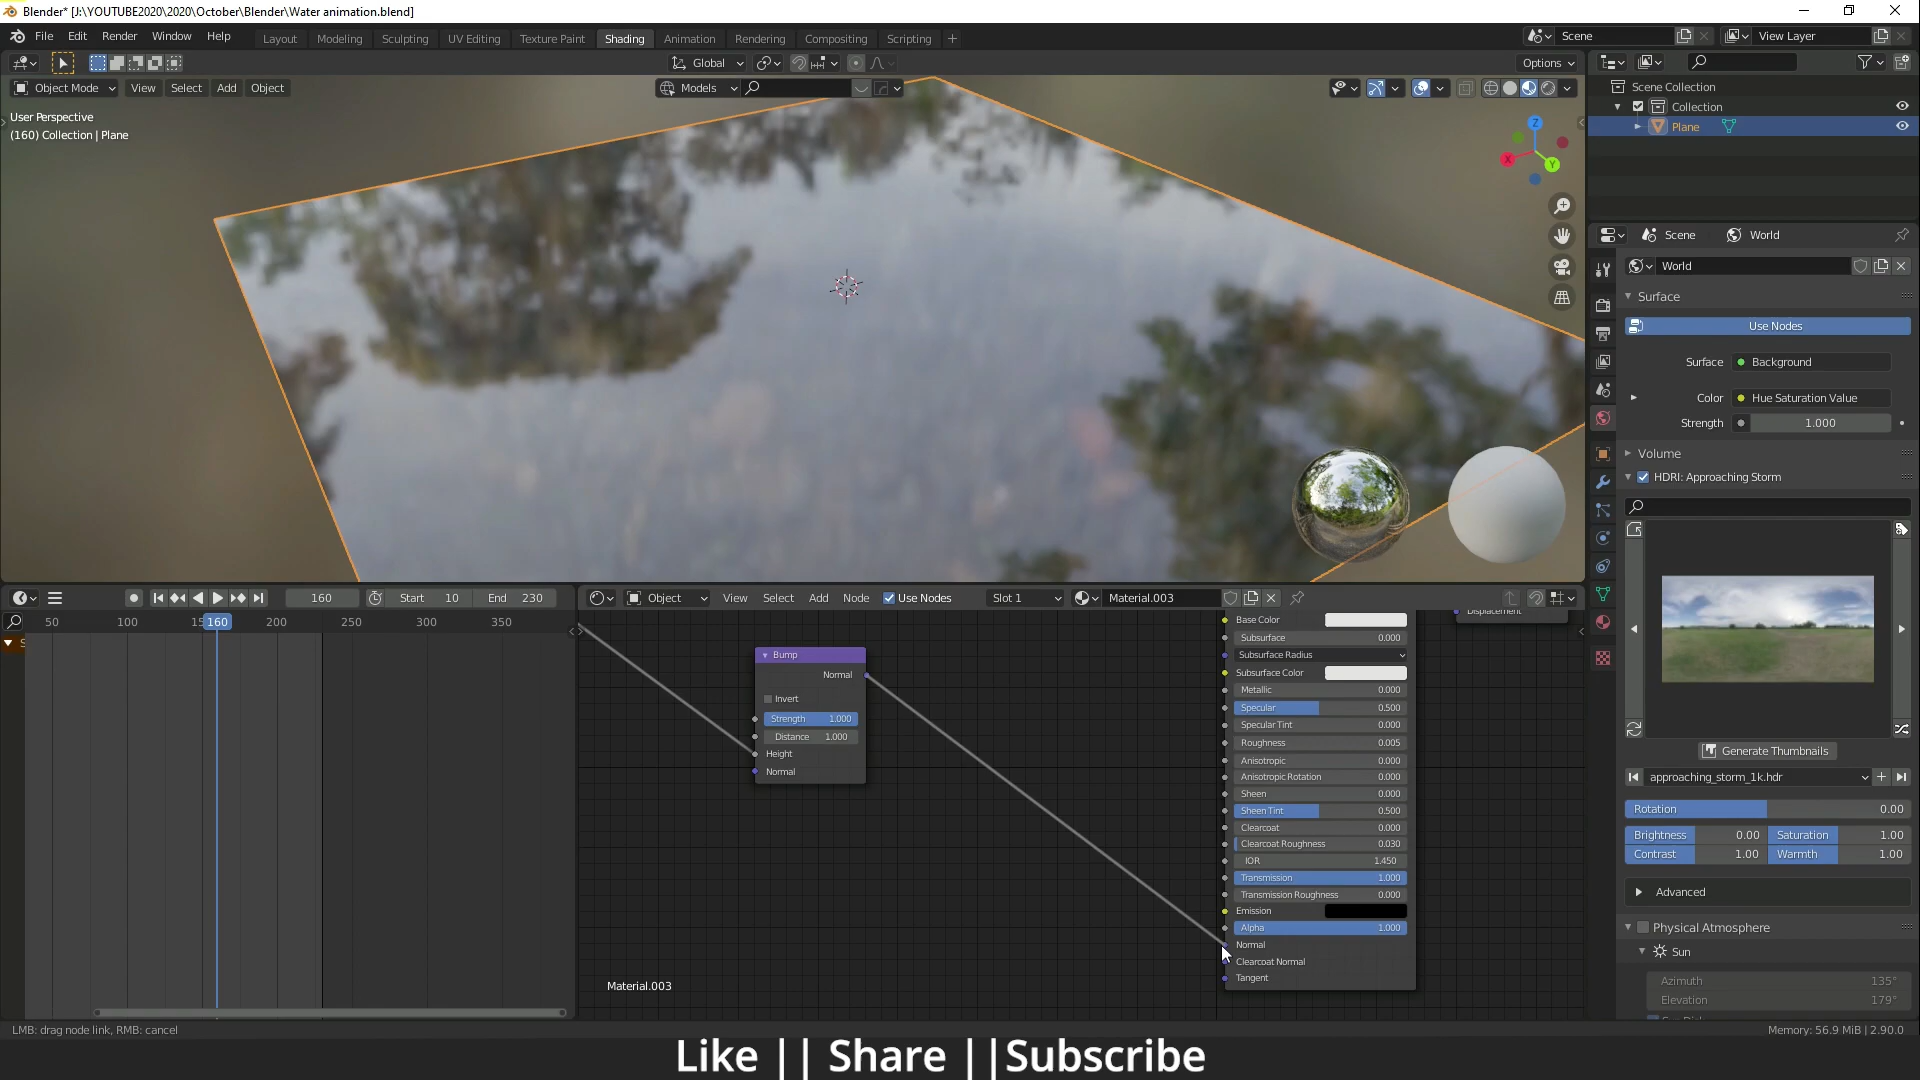 Blender* [J:\YOUTUBE2020\2020\October\Blender\Water animation.blend]
File Edit Render Window Help Layout Modeling Sculpting UV Editing Texture Paint Shading Animation Rendering Compositing Scripting + Scene View Layer
Global Options
Object Mode View Select Add Object Models
User Perspective
(160) Collection | Plane
Z
X
Y
Scene Collection
Collection
Plane
Scene World
World
Surface
Use Nodes
Surface Background
Color Hue Saturation Value
Strength 1.000
Volume
HDRI: Approaching Storm
Generate Thumbnails
approaching_storm_1k.hdr
Rotation 0.00
Brightness 0.00 Saturation 1.00
Contrast 1.00 Warmth 1.00
Advanced
Physical Atmosphere
Sun
Azimuth 135°
Elevation 179°
160 Start 10 End 230
50 100 15 160 200 250 300 350
Object View Select Add Node Use Nodes Slot 1 Material.003
Bump
Normal
Invert
Strength 1.000
Distance 1.000
Height
Normal
Displacement
Base Color
Subsurface 0.000
Subsurface Radius
Subsurface Color
Metallic 0.000
Specular 0.500
Specular Tint 0.000
Roughness 0.005
Anisotropic 0.000
Anisotropic Rotation 0.000
Sheen 0.000
Sheen Tint 0.500
Clearcoat 0.000
Clearcoat Roughness 0.030
IOR 1.450
Transmission 1.000
Transmission Roughness 0.000
Emission
Alpha 1.000
Normal
Clearcoat Normal
Tangent
Material.003
LMB: drag node link, RMB: cancel
Memory: 56.9 MiB | 2.90.0
Like || Share ||Subscribe